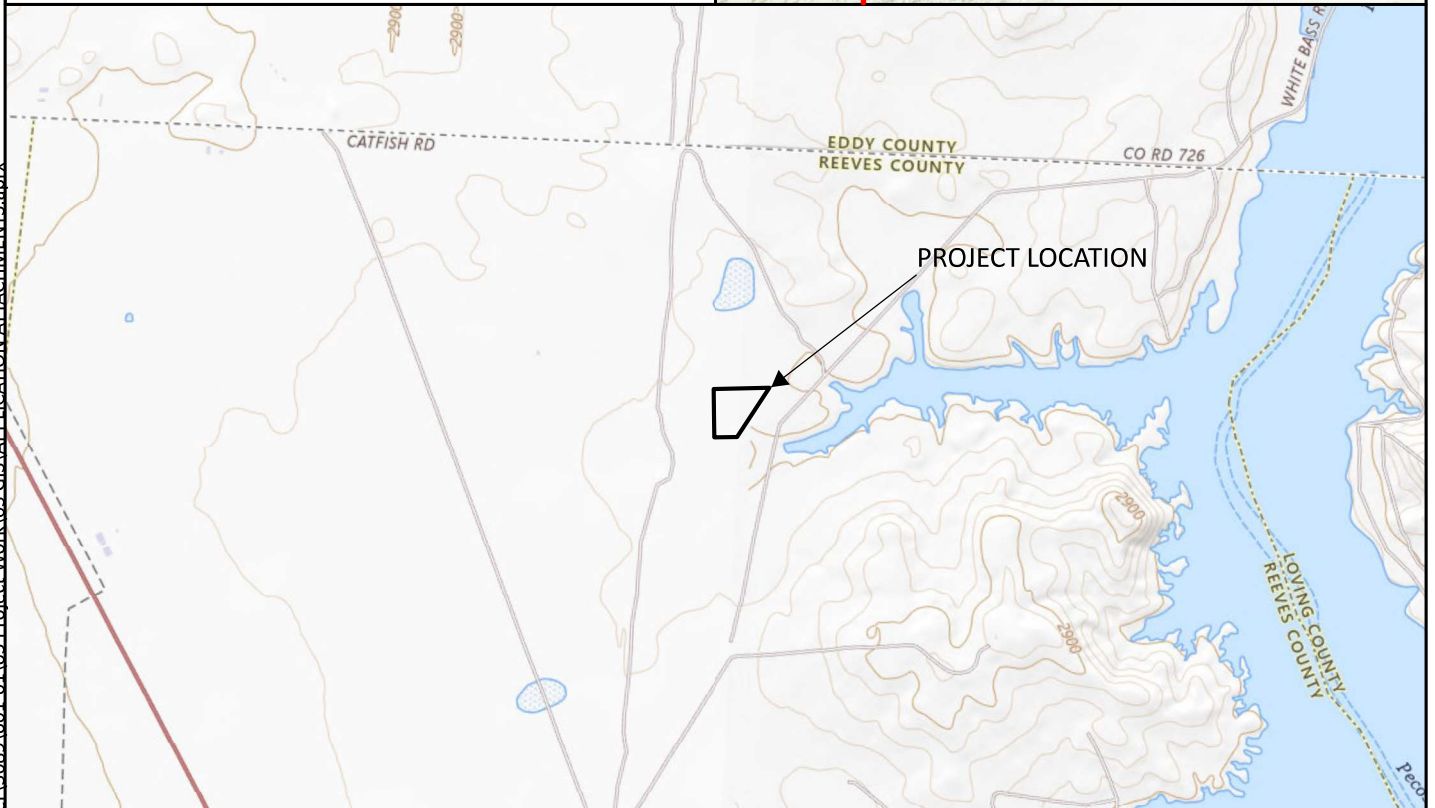 2900
2900
WHITE BASS R
CATFISH RD
EDDY COUNTY
REEVES COUNTY
CO RD 726
PROJECT LOCATION
2900
LOVING COUNTY
REEVES COUNTY
2900
Peco